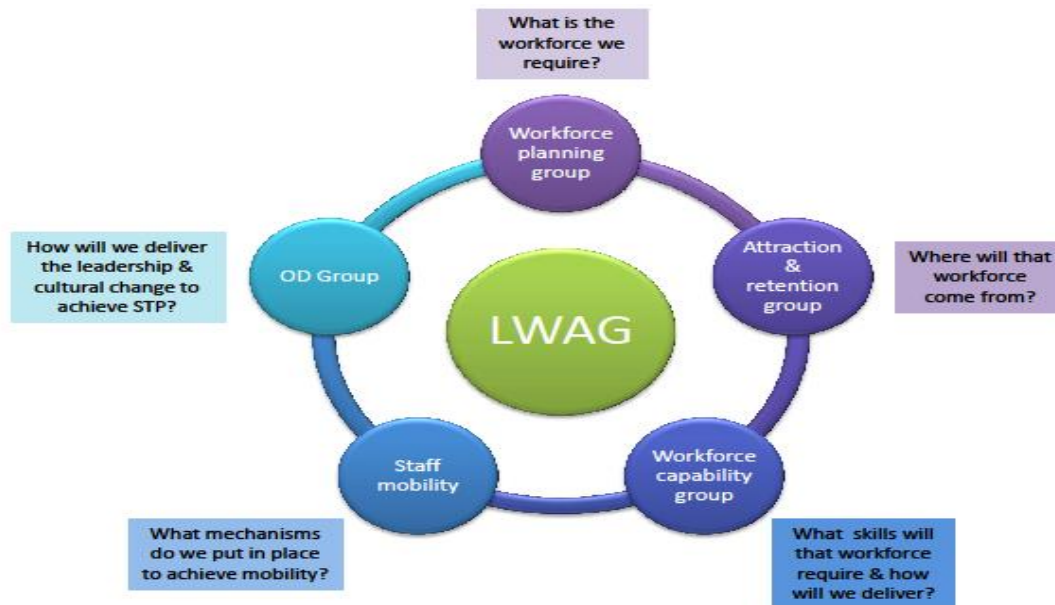 What is the
workforce we
require?
Workforce
planning
group
How will we deliver
the leadership &
cultural change to
achieve STP?
OD Group
LWAG
Attraction
&
retention
group
Where will that
workforce
come from?
Staff
mobility
Workforce
capability
group
What mechanisms
do we put in place
to achieve mobility?
What skills will
that workforce
require & how
will we deliver?